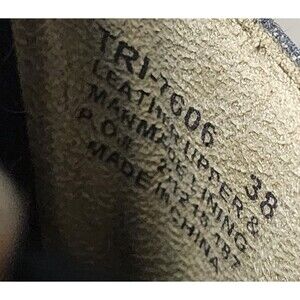 TRI-7606 38
LEATHER UPPER &
MANMADE LINING
P.O#
MADE IN CHINA